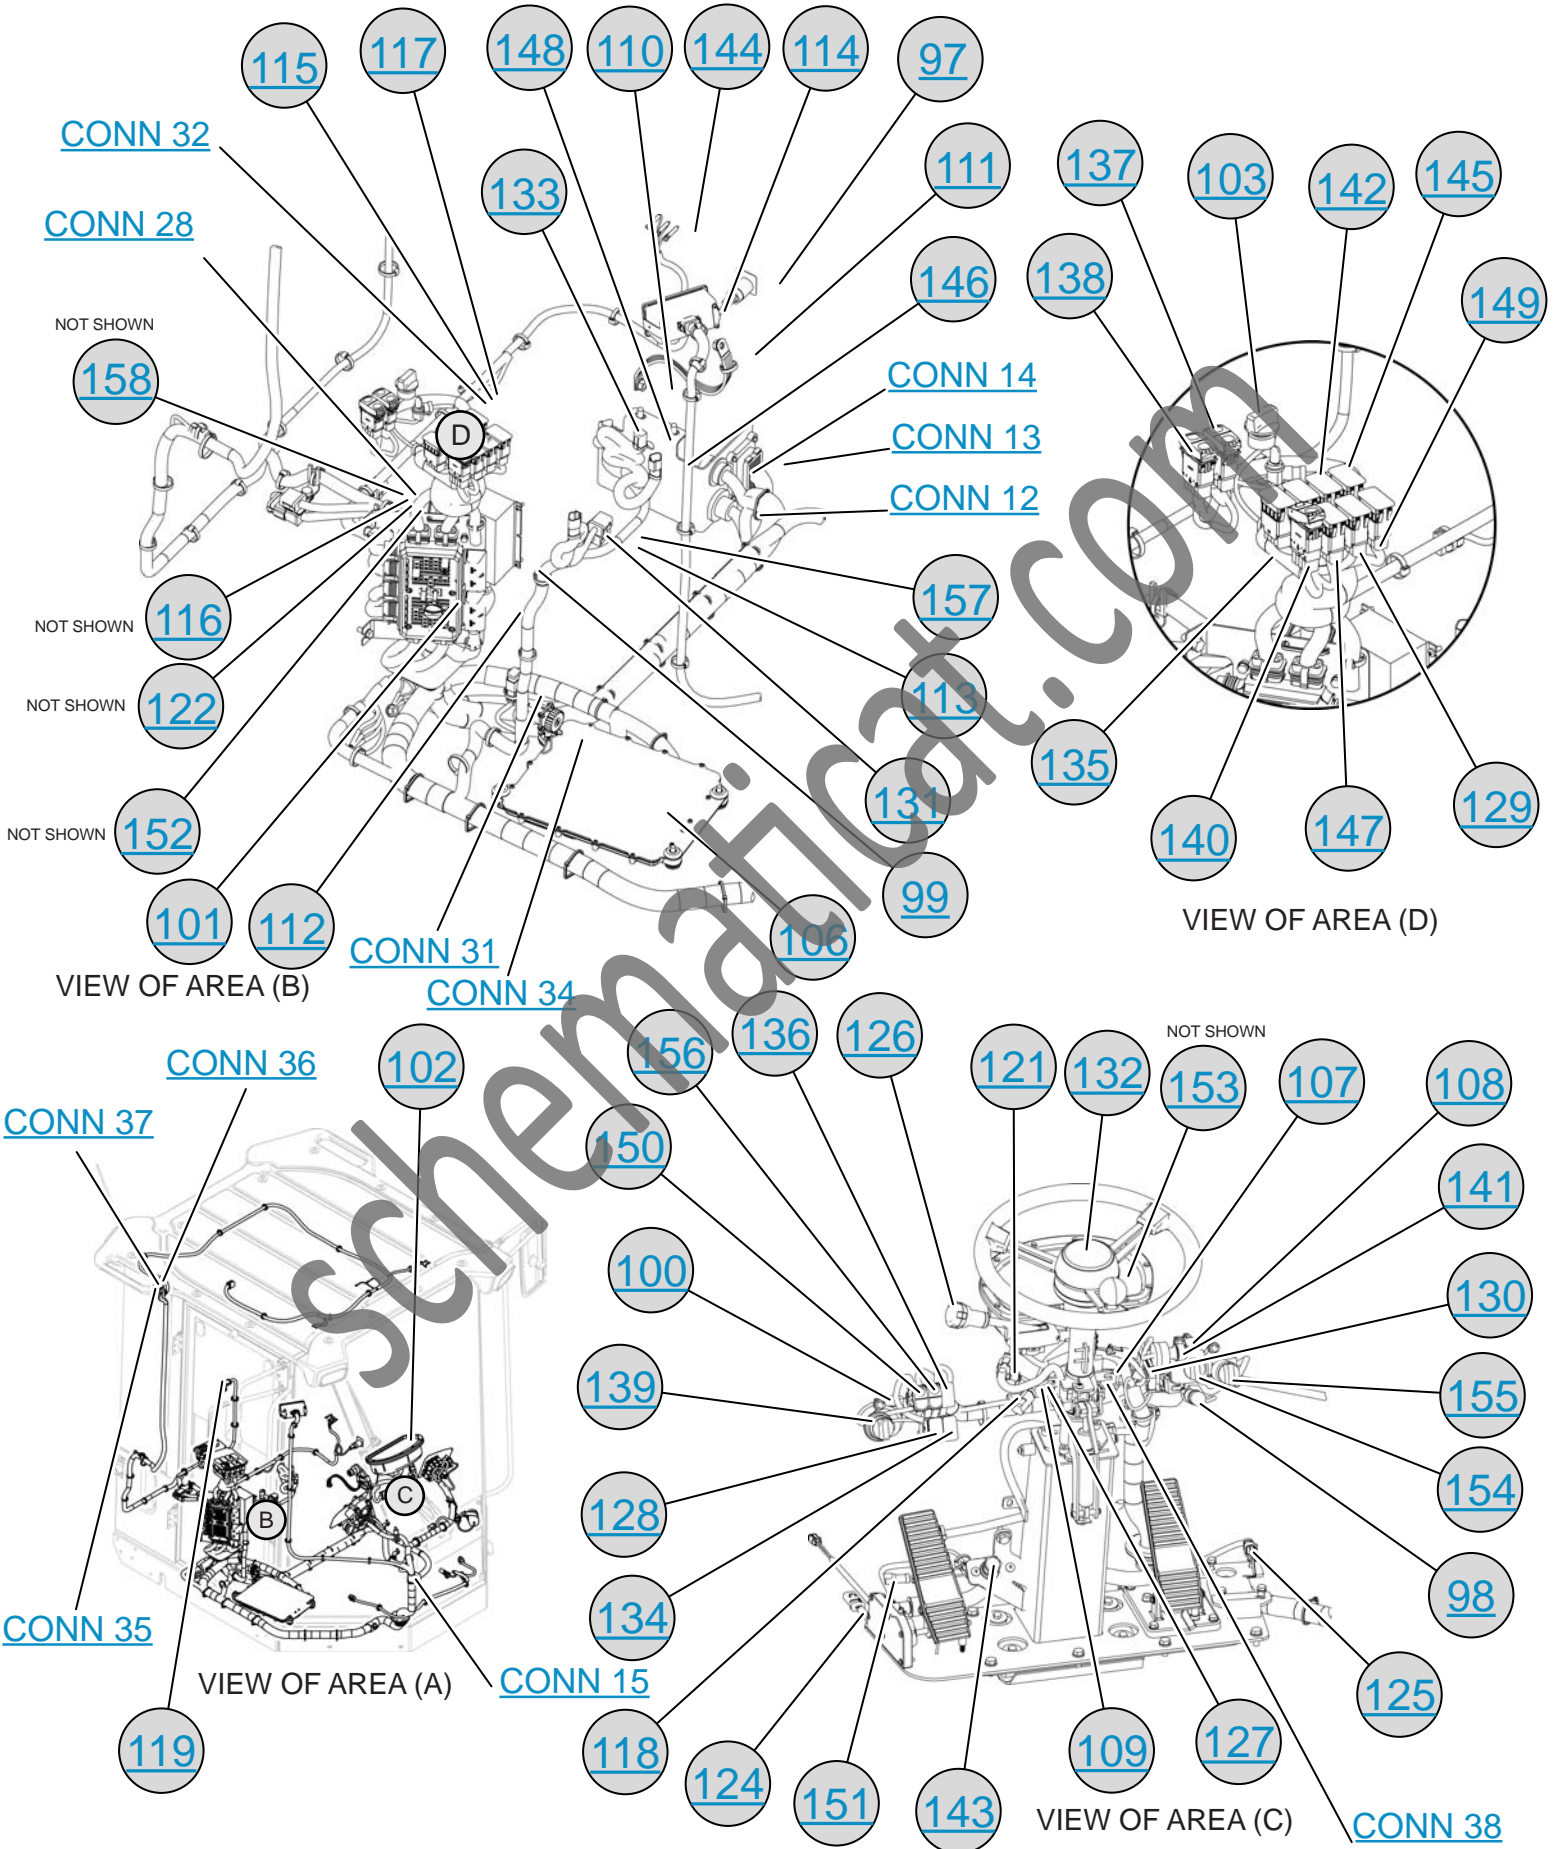 115
117
148
110
144
114
97
CONN 32
133
111
137
103
142
145
CONN 28
138
149
146
NOT SHOWN
158
CONN 14
D
CONN 13
CONN 12
NOT SHOWN
116
157
NOT SHOWN
122
113
135
NOT SHOWN
152
131
140
147
129
101
112
99
CONN 31
106
VIEW OF AREA (D)
VIEW OF AREA (B)
CONN 34
CONN 36
102
156
136
126
NOT SHOWN
121
132
153
107
108
CONN 37
150
141
100
130
139
155
B
C
128
154
134
98
CONN 35
VIEW OF AREA (A)
CONN 15
125
119
118
124
151
143
109
127
VIEW OF AREA (C)
CONN 38
schematicat.com